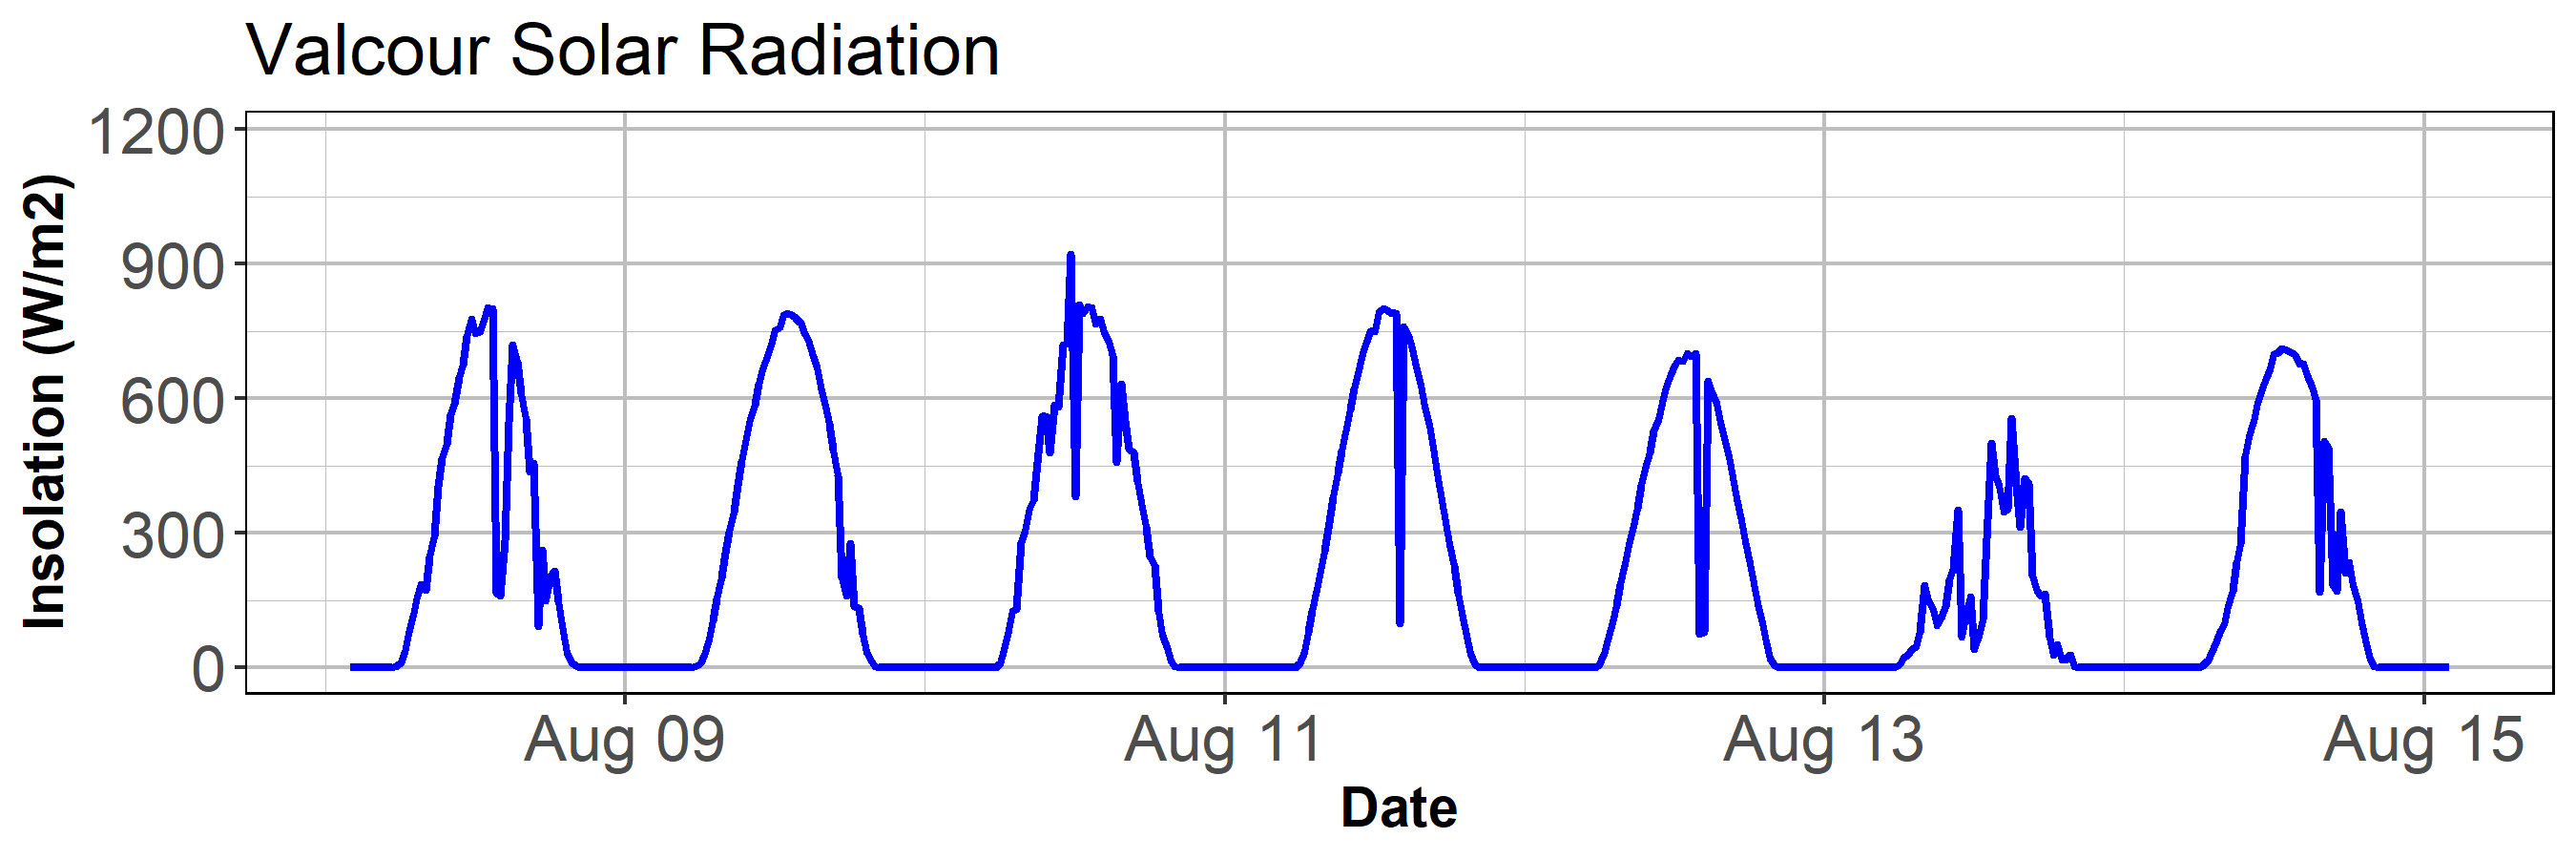 Valcour Solar Radiation
Insolation (W/m2)
1200
900
600
300
0
Aug 09 Aug 11 Aug 13 Aug 15
Date